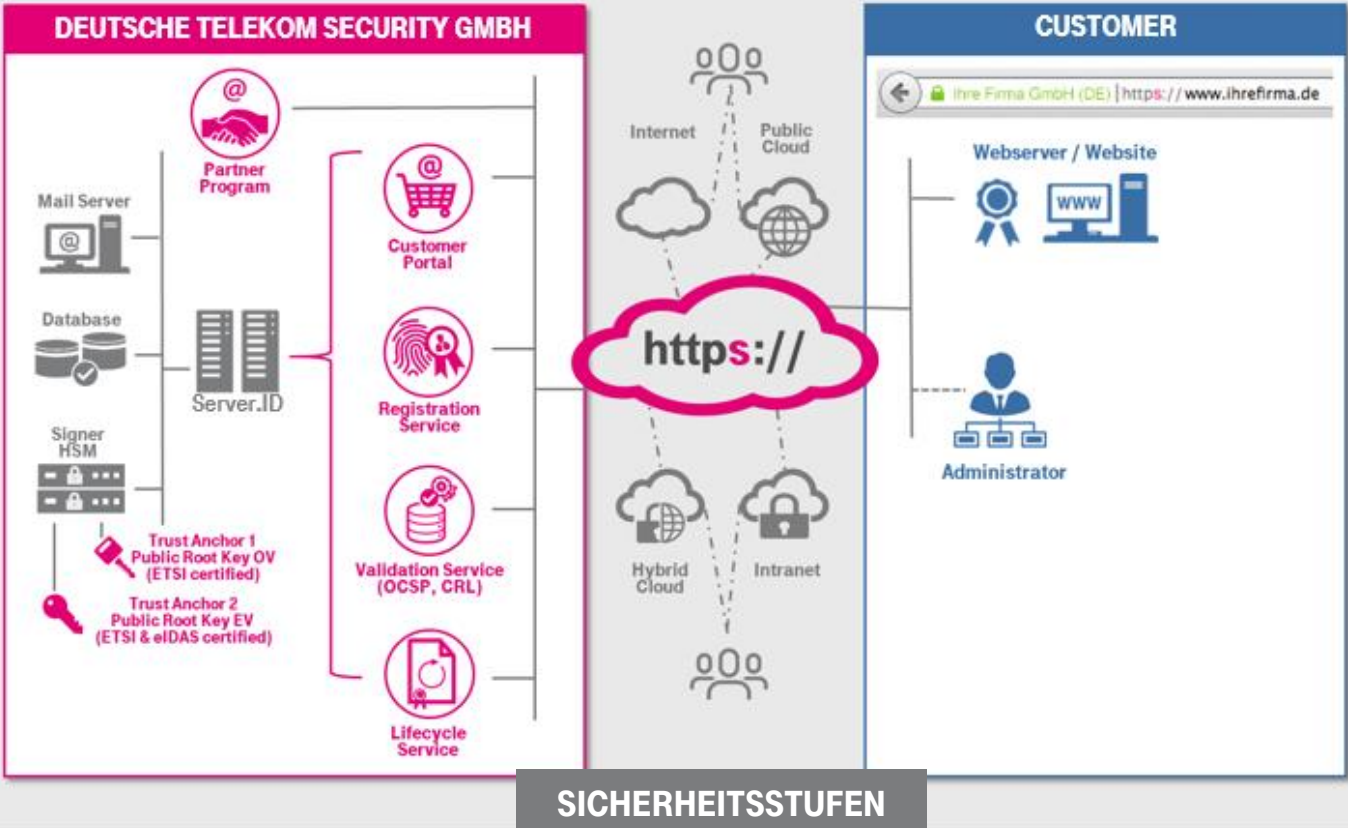 DEUTSCHE TELEKOM SECURITY GMBH
@
Partner
Program
Mail Server
@
Database
Signer
HSM
Server.ID
Trust Anchor 1
Public Root Key OV
(ETSI certified)
Trust Anchor 2
Public Root Key EV
(ETSI & eIDAS certified)
@
Customer
Portal
Registration
Service
Validation Service
(OCSP, CRL)
Lifecycle
Service
Internet
Public
Cloud
https://
Hybrid
Cloud
Intranet
CUSTOMER
Ihre Firma GmbH (DE) | https://www.ihrefirma.de
Webserver / Website
WWW
Administrator
SICHERHEITSSTUFEN